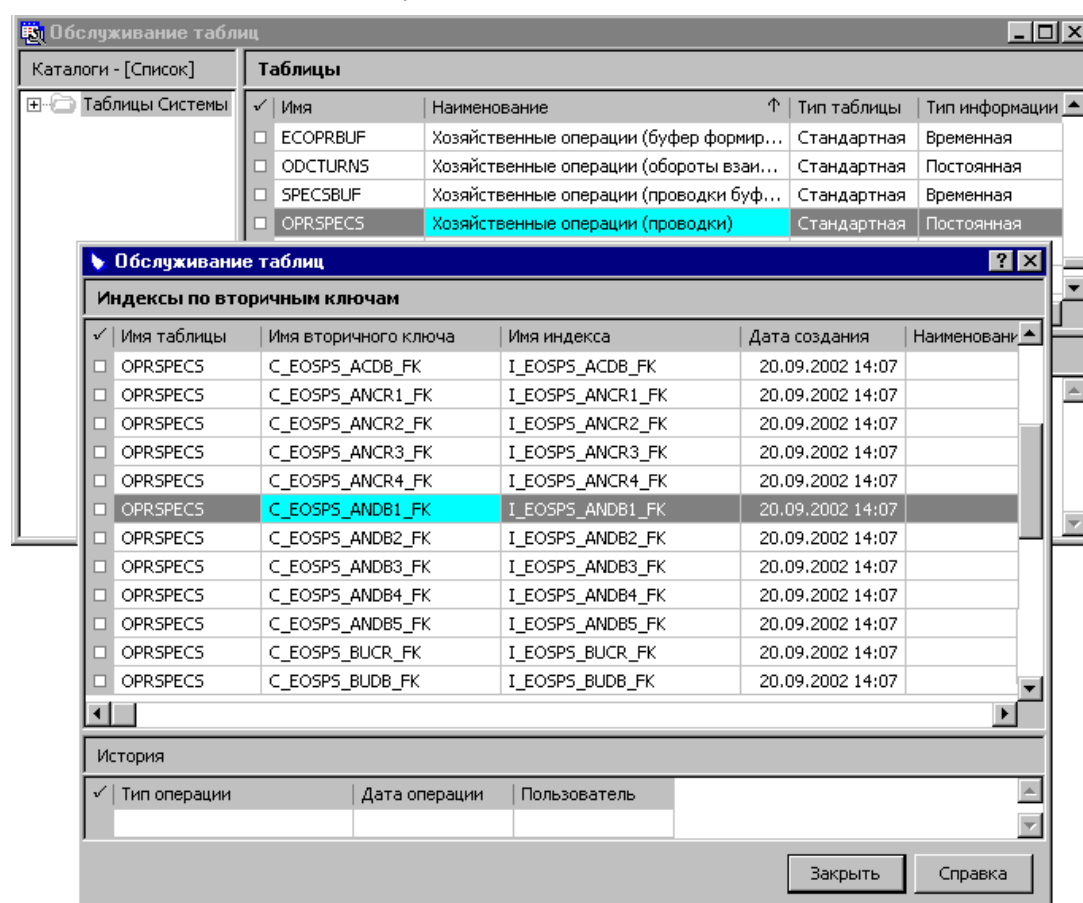 Обслуживание таблиц
Каталоги - [Список] Таблицы
Таблицы Системы
Имя Наименование Тип таблицы Тип информации
ECOPRBUF Хозяйственные операции (буфер формир... Стандартная Временная
ODCTURNS Хозяйственные операции (обороты взаи... Стандартная Постоянная
SPECSBUF Хозяйственные операции (проводки буф... Стандартная Временная
OPRSPECS Хозяйственные операции (проводки) Стандартная Постоянная
Обслуживание таблиц
Индексы по вторичным ключам
Имя таблицы Имя вторичного ключа Имя индекса Дата создания Наименовани
OPRSPECS C_EOSPS_ACDB_FK I_EOSPS_ACDB_FK 20.09.2002 14:07
OPRSPECS C_EOSPS_ANCR1_FK I_EOSPS_ANCR1_FK 20.09.2002 14:07
OPRSPECS C_EOSPS_ANCR2_FK I_EOSPS_ANCR2_FK 20.09.2002 14:07
OPRSPECS C_EOSPS_ANCR3_FK I_EOSPS_ANCR3_FK 20.09.2002 14:07
OPRSPECS C_EOSPS_ANCR4_FK I_EOSPS_ANCR4_FK 20.09.2002 14:07
OPRSPECS C_EOSPS_ANDB1_FK I_EOSPS_ANDB1_FK 20.09.2002 14:07
OPRSPECS C_EOSPS_ANDB2_FK I_EOSPS_ANDB2_FK 20.09.2002 14:07
OPRSPECS C_EOSPS_ANDB3_FK I_EOSPS_ANDB3_FK 20.09.2002 14:07
OPRSPECS C_EOSPS_ANDB4_FK I_EOSPS_ANDB4_FK 20.09.2002 14:07
OPRSPECS C_EOSPS_ANDB5_FK I_EOSPS_ANDB5_FK 20.09.2002 14:07
OPRSPECS C_EOSPS_BUCR_FK I_EOSPS_BUCR_FK 20.09.2002 14:07
OPRSPECS C_EOSPS_BUDB_FK I_EOSPS_BUDB_FK 20.09.2002 14:07
История
Тип операции Дата операции Пользователь
Закрыть Справка